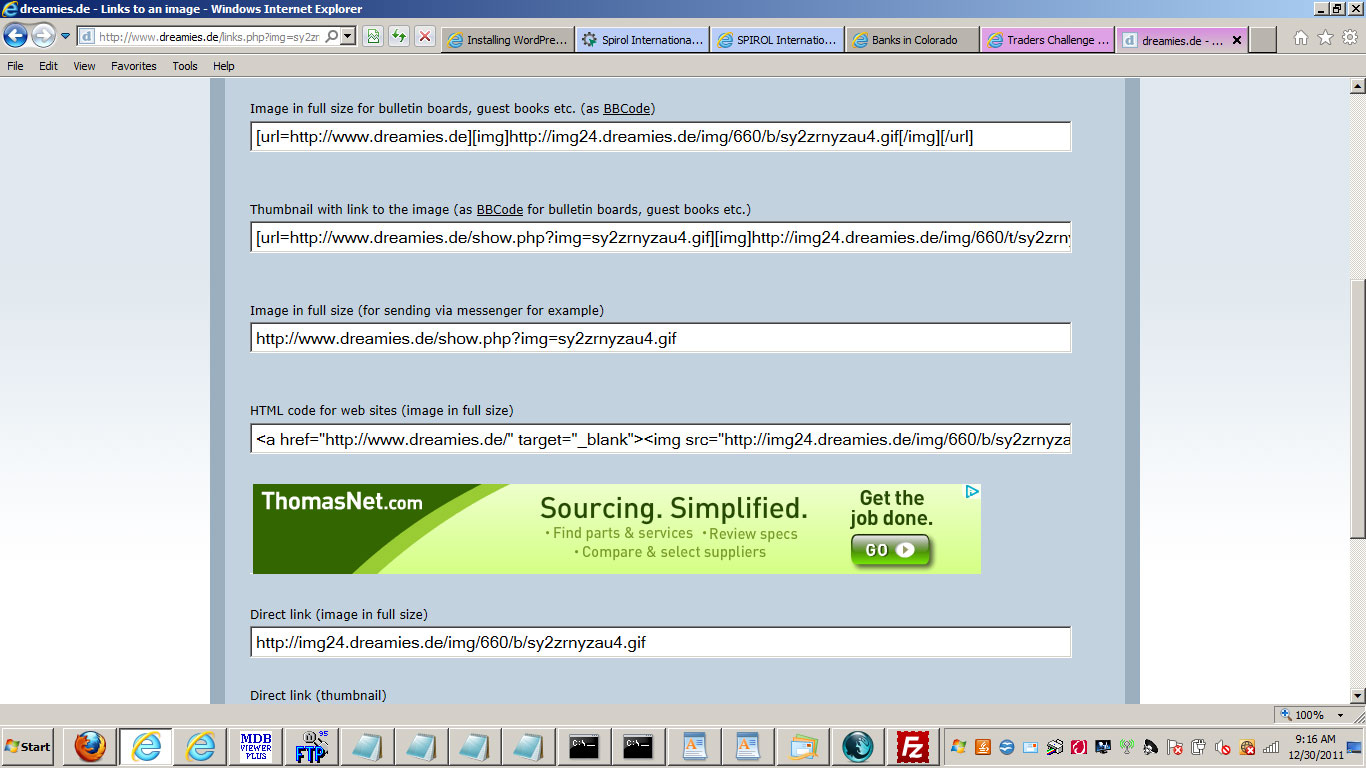 dreamies.de - Links to an image - Windows Internet Explorer
http://www.dreamies.de/links.php?img=sy2zr
Installing WordPre...
Spirol Internationa...
SPIROL Internatio...
Banks in Colorado
Traders Challenge ...
dreamies.de - ...
File Edit View Favorites Tools Help
Image in full size for bulletin boards, guest books etc. (as BBCode)
[url=http://www.dreamies.de][img]http://img24.dreamies.de/img/660/b/sy2zrnyzau4.gif[/img][/url]
Thumbnail with link to the image (as BBCode for bulletin boards, guest books etc.)
[url=http://www.dreamies.de/show.php?img=sy2zrnyzau4.gif][img]http://img24.dreamies.de/img/660/t/sy2zrny
Image in full size (for sending via messenger for example)
http://www.dreamies.de/show.php?img=sy2zrnyzau4.gif
HTML code for web sites (image in full size)
<a href="http://www.dreamies.de/" target="_blank"><img src="http://img24.dreamies.de/img/660/b/sy2zrnyza
ThomasNet.com
Sourcing. Simplified.
• Find parts & services • Review specs
• Compare & select suppliers
Get the
job done.
GO
Direct link (image in full size)
http://img24.dreamies.de/img/660/b/sy2zrnyzau4.gif
Direct link (thumbnail)
100%
Start
MDB
VIEWER
PLUS
95
FTP
C:\_
C:\_
Fz
9:16 AM
12/30/2011